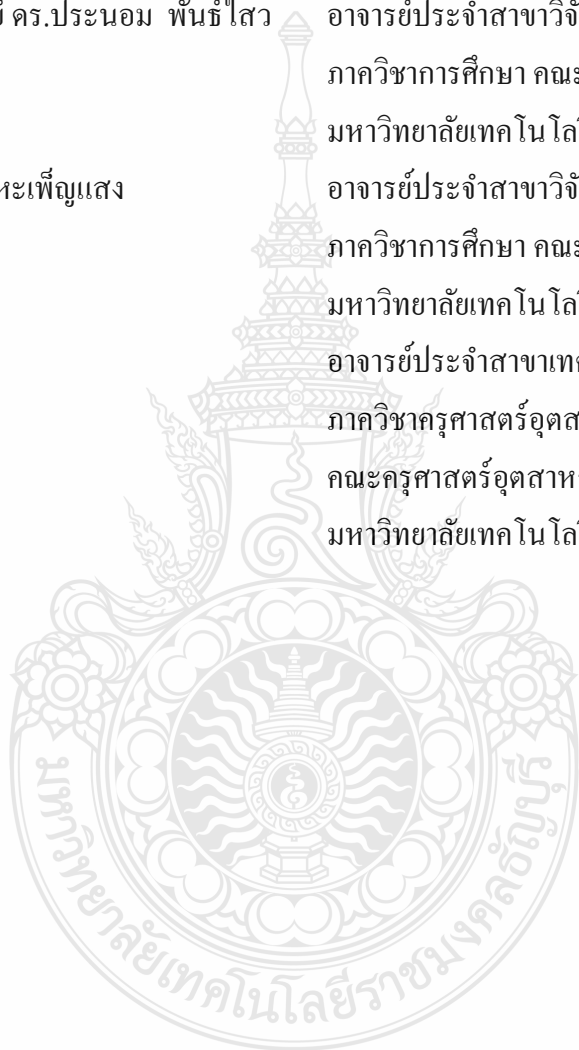 ดร.ประนอม พันธ์ไสว อาจารย์ประจำสาขาวิ
ภาควิชาการศึกษา คณะ
มหาวิทยาลัยเทคโนโล
หะเพ็ญแสง อาจารย์ประจำสาขาวิ
ภาควิชาการศึกษา คณะ
มหาวิทยาลัยเทคโนโล
อาจารย์ประจำสาขาเท
ภาควิชาครุศาสตร์อุตส
คณะครุศาสตร์อุตสาห
มหาวิทยาลัยเทคโนโล
มหาวิทยาลัยเทคโนโลยีราชมงคลธัญบุรี